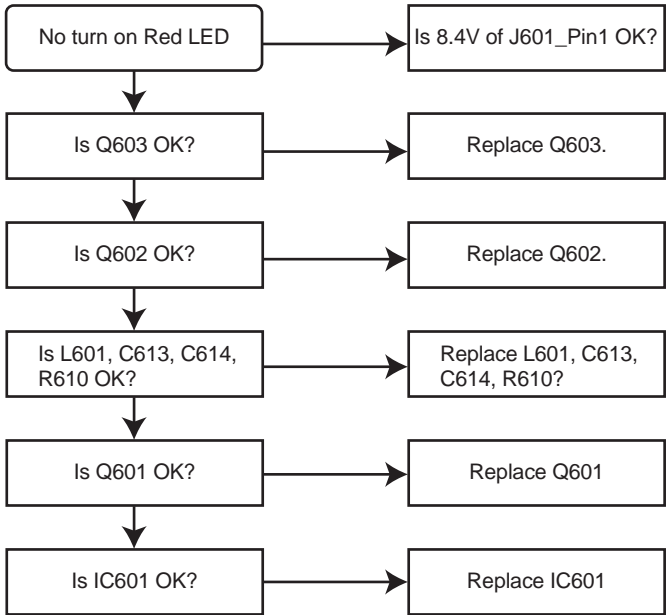 No turn on Red LED
Is 8.4V of J601_Pin1 OK?
Is Q603 OK?
Replace Q603.
Is Q602 OK?
Replace Q602.
Is L601, C613, C614,
R610 OK?
Replace L601, C613,
C614, R610?
Is Q601 OK?
Replace Q601
Is IC601 OK?
Replace IC601